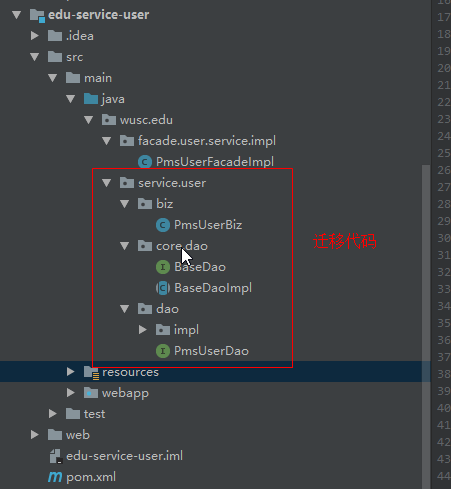 edu-service-user
.idea
src
main
java
wusc.edu
facade.user.service.impl
PmsUserFacadeImpl
service.user
biz
PmsUserBiz
core.dao
迁移代码
BaseDao
BaseDaoImpl
dao
impl
PmsUserDao
resources
webapp
test
web
edu-service-user.iml
pom.xml
17
18
19
20
21
22
23
24
25
26
27
28
29
30
31
32
33
34
35
36
37
38
39
40
41
42
43
44